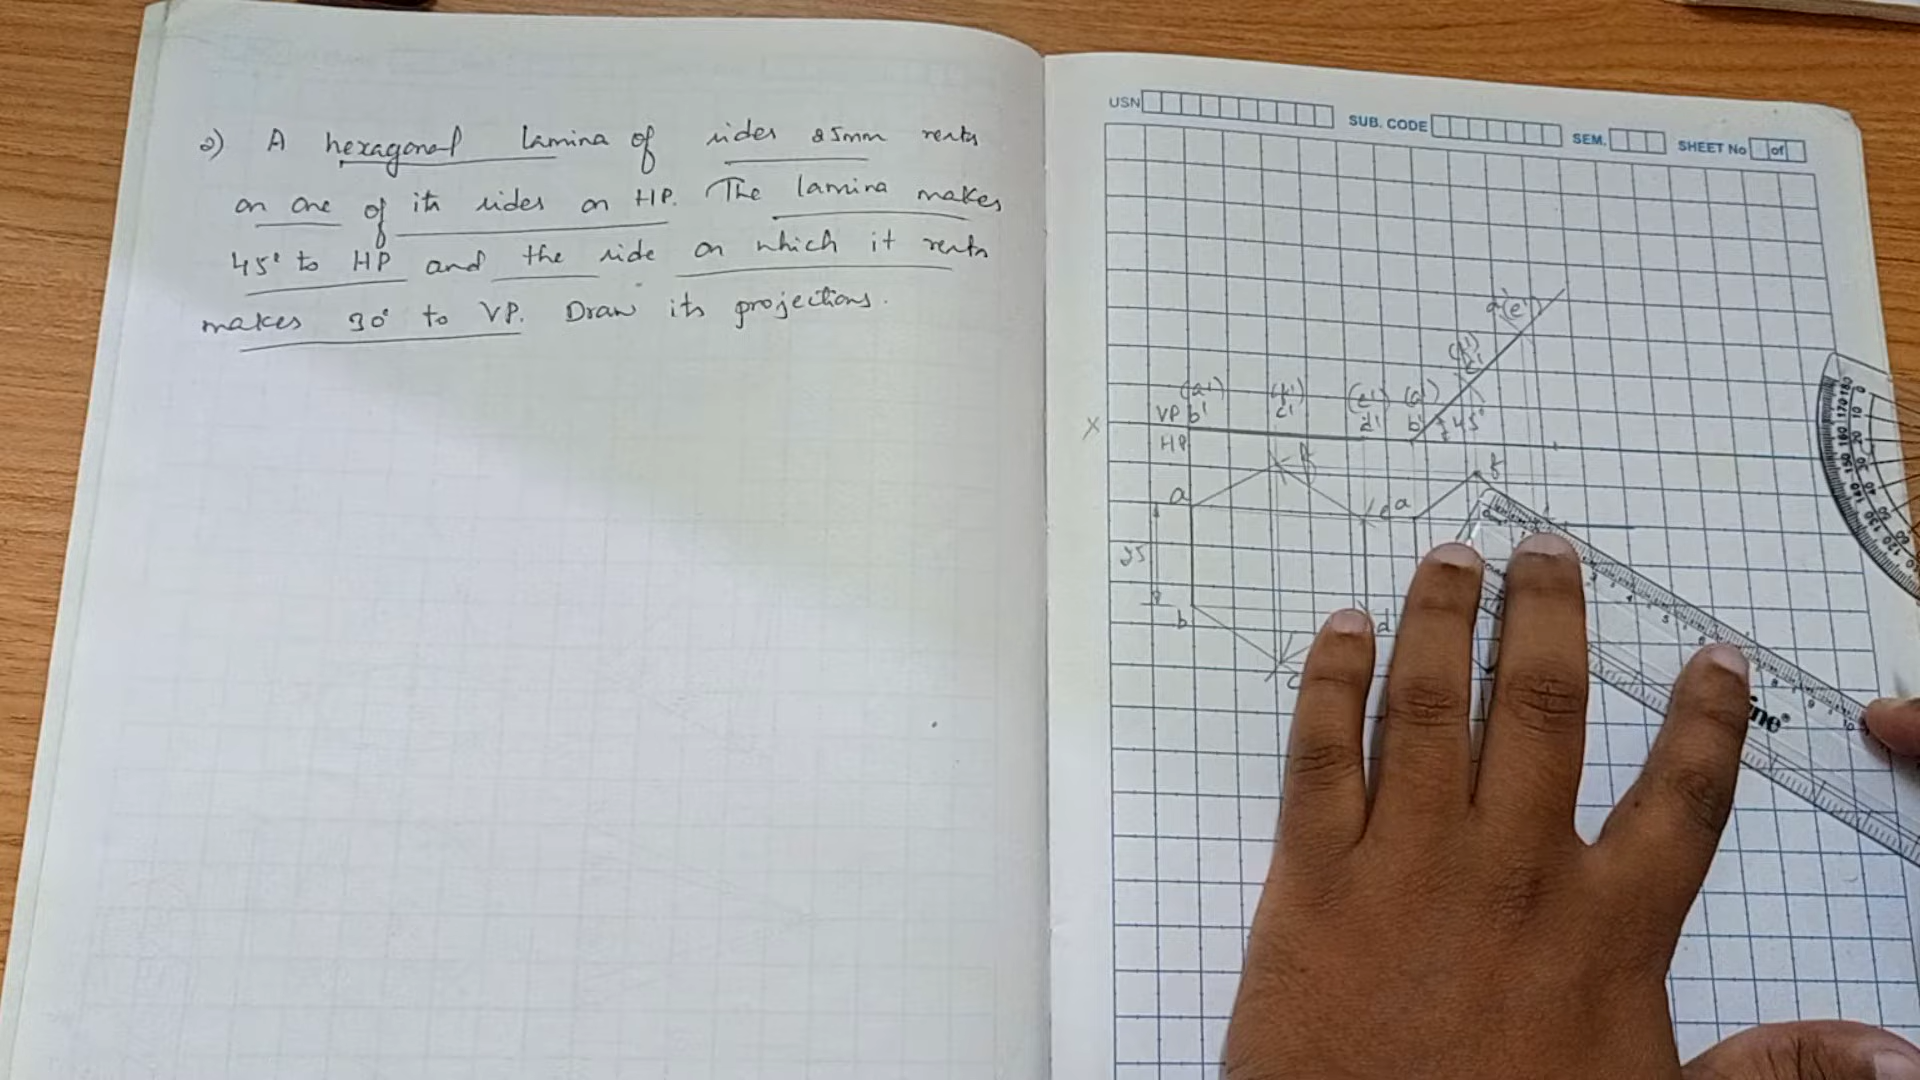 2) A hexagonal lamina of sides 25mm rests
on one of its sides on HP. The lamina makes
45° to HP and the side on which it rests
makes 30° to VP. Draw its projections.
USN
SUB. CODE
SEM.
SHEET No of
d'(e')
(f')
c'
(a') (f') (e') (a')
VP b' c' d' b' 45°
X
HP
f f
a e a
25
b d
c